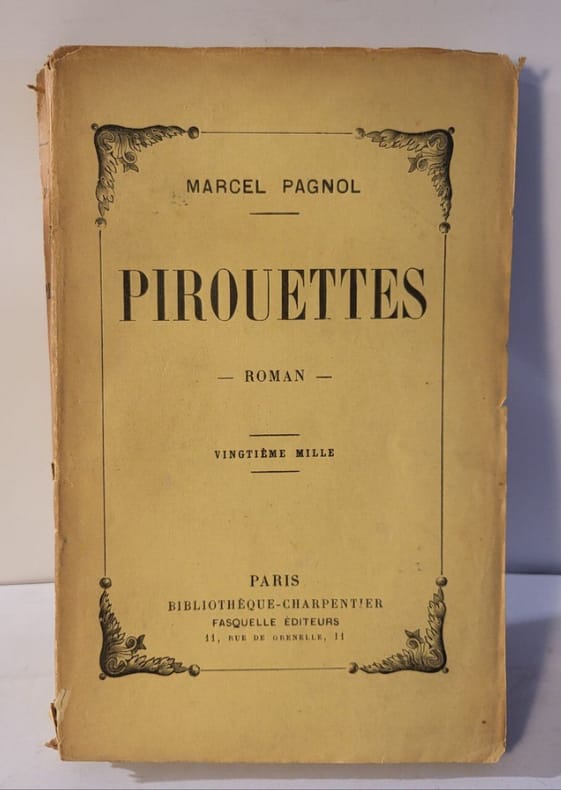 MARCEL PAGNOL
PIROUETTES
— ROMAN —
VINGTIÈME MILLE
PARIS
BIBLIOTHÈQUE-CHARPENTIER
FASQUELLE ÉDITEURS
11, RUE DE GRENELLE, 11